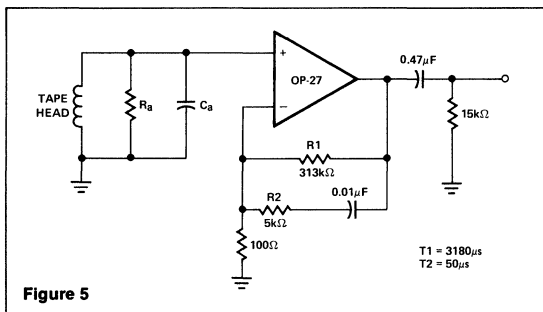 0.47μF
+
OP-27
−
TAPE
HEAD
Ra
Ca
15kΩ
R1
313kΩ
0.01μF
R2
5kΩ
100Ω
T1 = 3180μs
T2 = 50μs
Figure 5